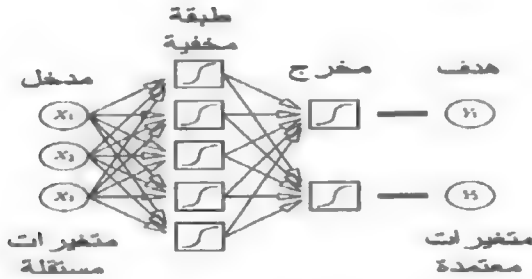 طبقة
مخفية
هدف
مخرج
مدخل
X₁
Y₁
X₂
X₃
Y₂
متغيرات
معتمدة
متغيرات
مستقلة